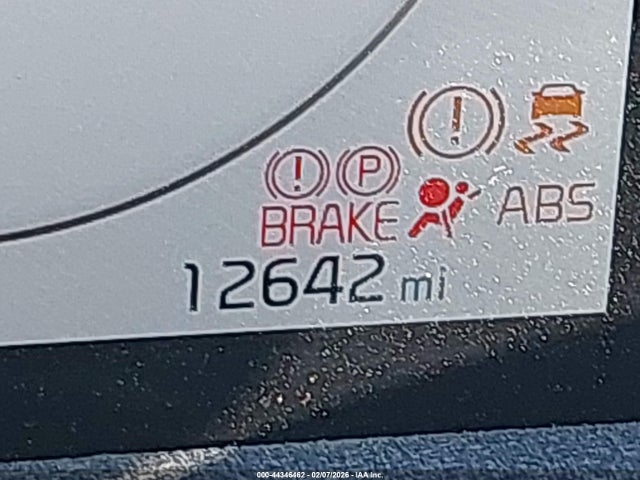 ! P
!
BRAKE ABS
12642 mi
000-44346462 - 02/07/2026 - IAA Inc.